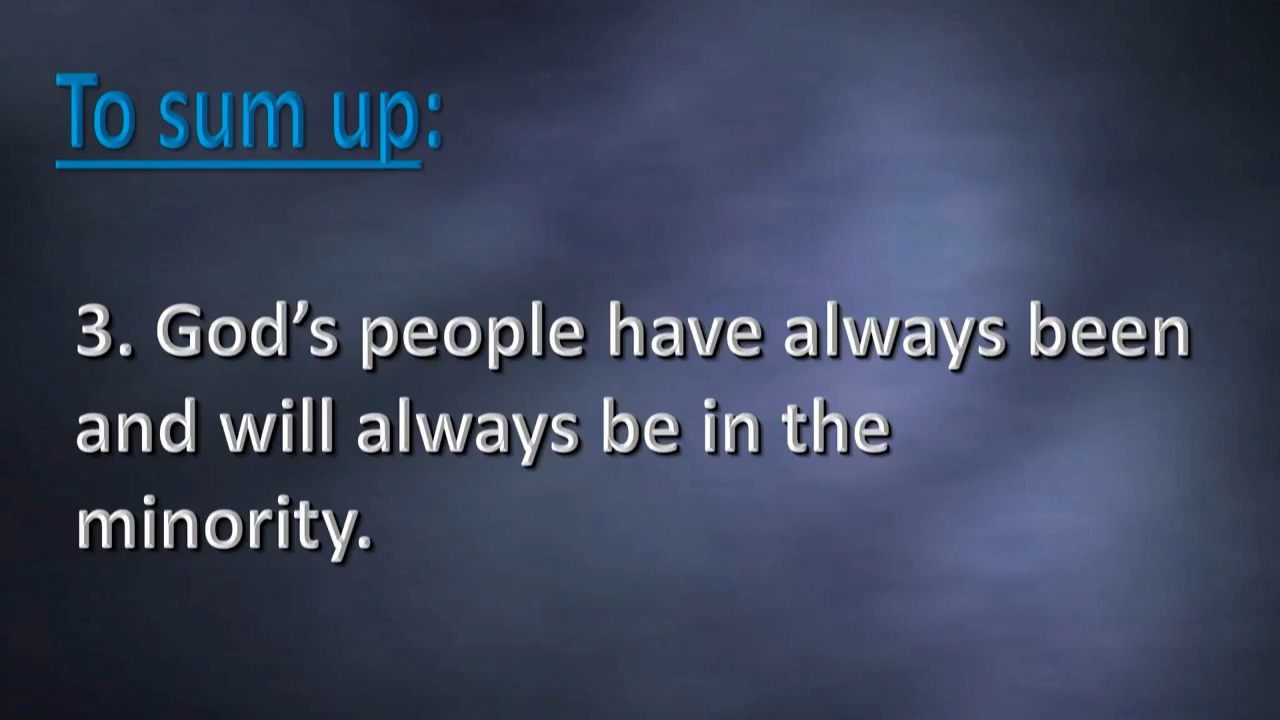 To sum up:
3. God’s people have always been
and will always be in the
minority.